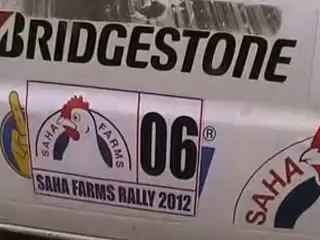 BRIDGESTONE
SAHA FARMS
06
®
SAHA FARMS RALLY 2012
SAHA